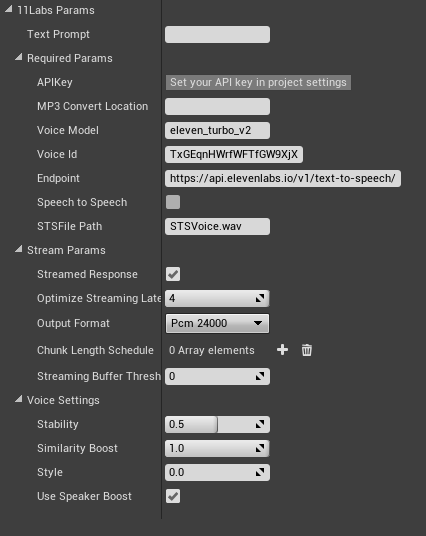 11Labs Params
Text Prompt
Required Params
APIKey Set your API key in project settings
MP3 Convert Location
Voice Model eleven_turbo_v2
Voice Id TxGEqnHWrfWFTfGW9XjX
Endpoint https://api.elevenlabs.io/v1/text-to-speech/
Speech to Speech
STSFile Path STSVoice.wav
Stream Params
Streamed Response
Optimize Streaming Late 4
Output Format Pcm 24000
Chunk Length Schedule 0 Array elements
Streaming Buffer Thresh 0
Voice Settings
Stability 0.5
Similarity Boost 1.0
Style 0.0
Use Speaker Boost